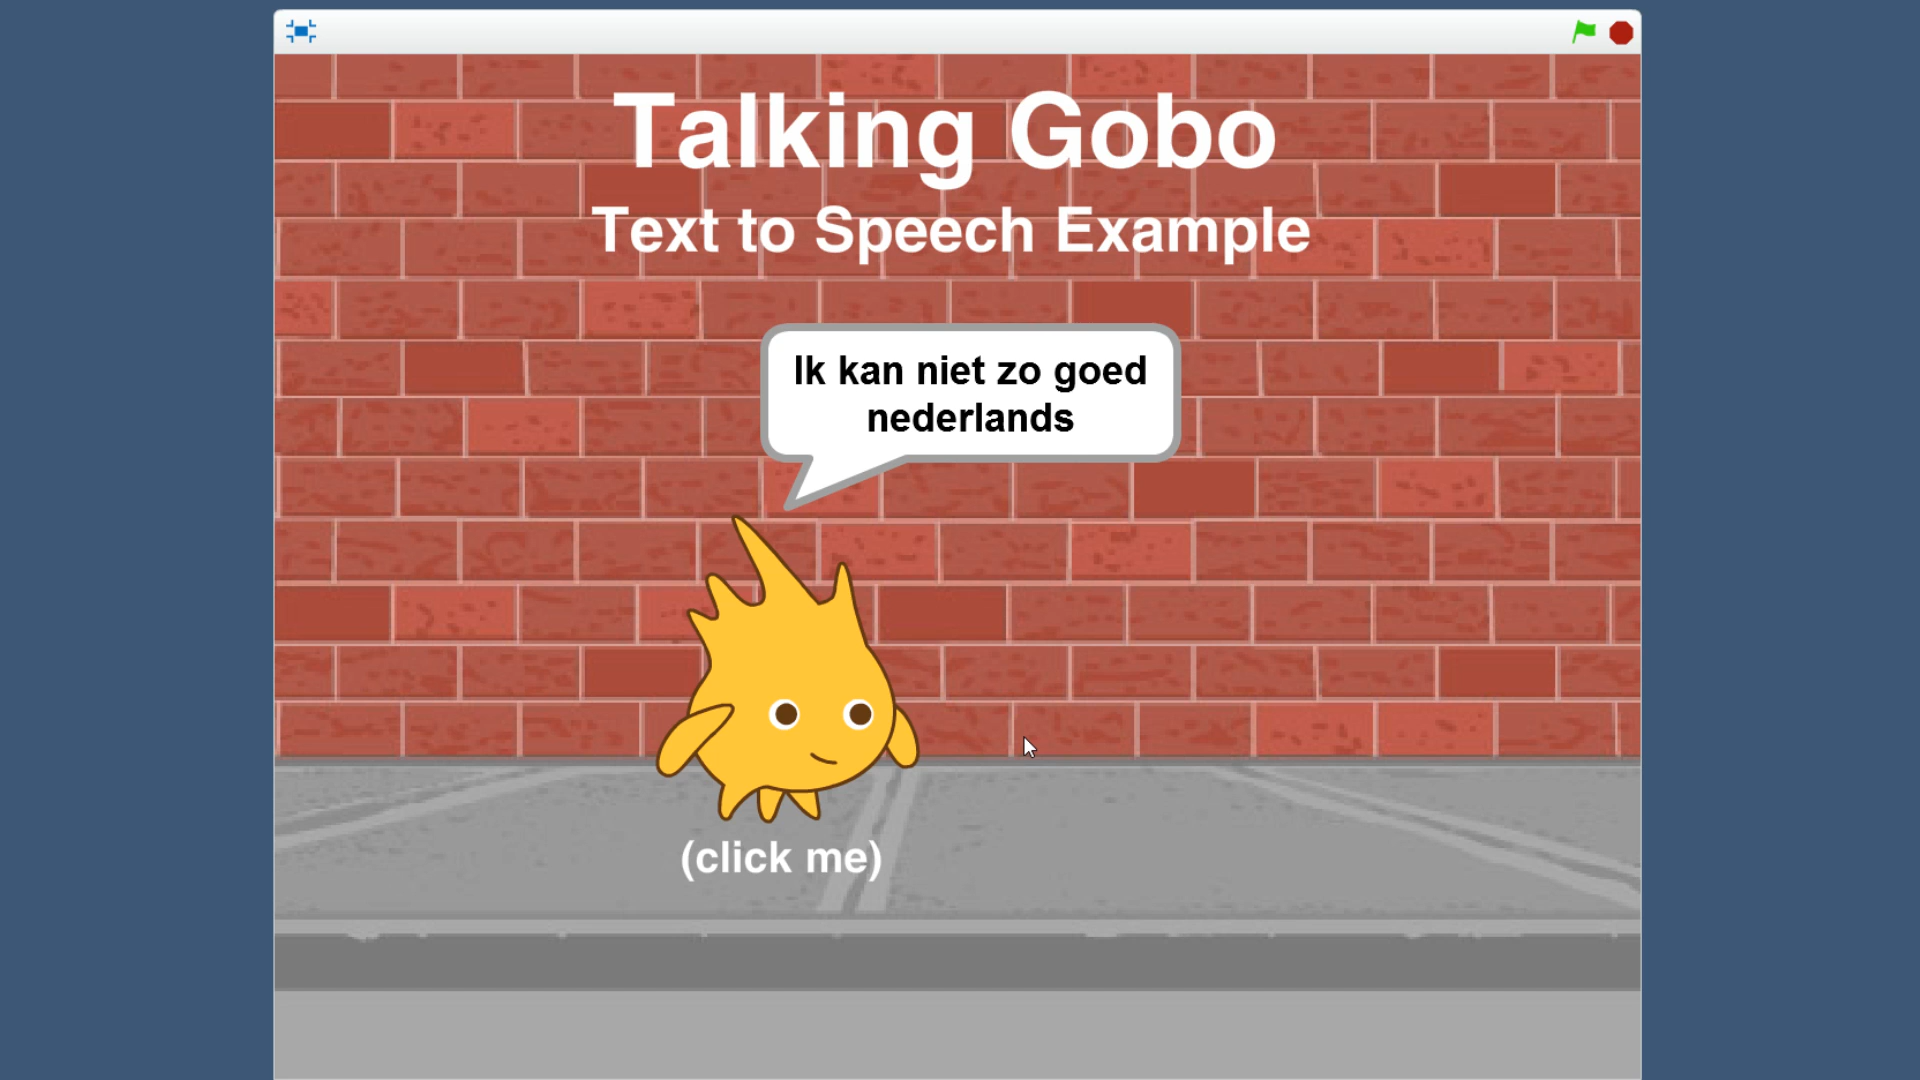 Talking Gobo
Text to Speech Example
Ik kan niet zo goed
nederlands
(click me)